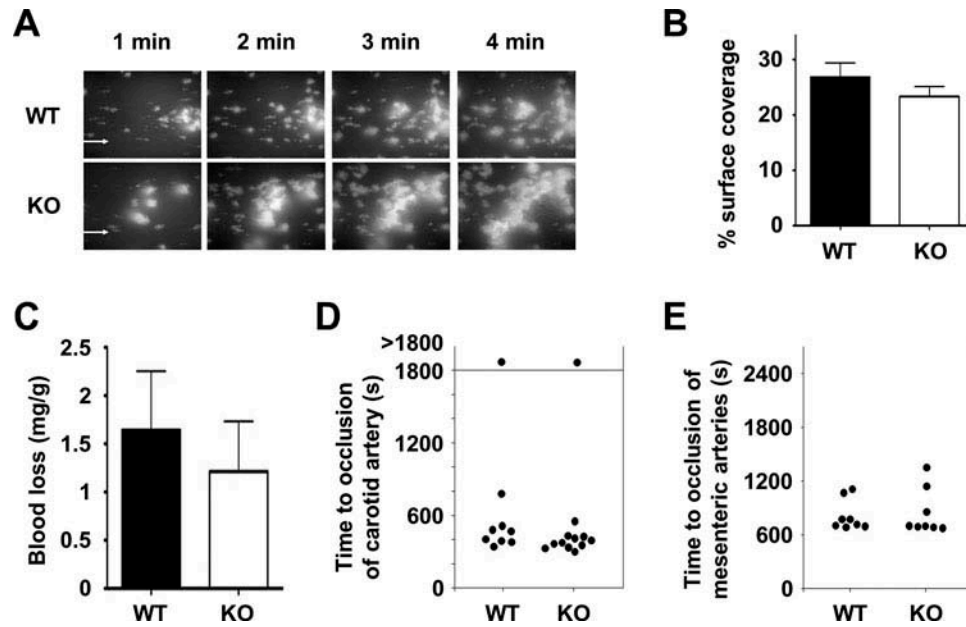 A
1 min 2 min 3 min 4 min
WT
KO
B
% surface coverage
30
20
10
0
WT KO
C
Blood loss (mg/g)
2.5
2
1.5
1
0.5
0
WT KO
D
Time to occlusion
of carotid artery (s)
>1800
1800
1200
600
0
WT KO
E
Time to occlusion of
mesenteric arteries (s)
2400
1800
1200
600
0
WT KO